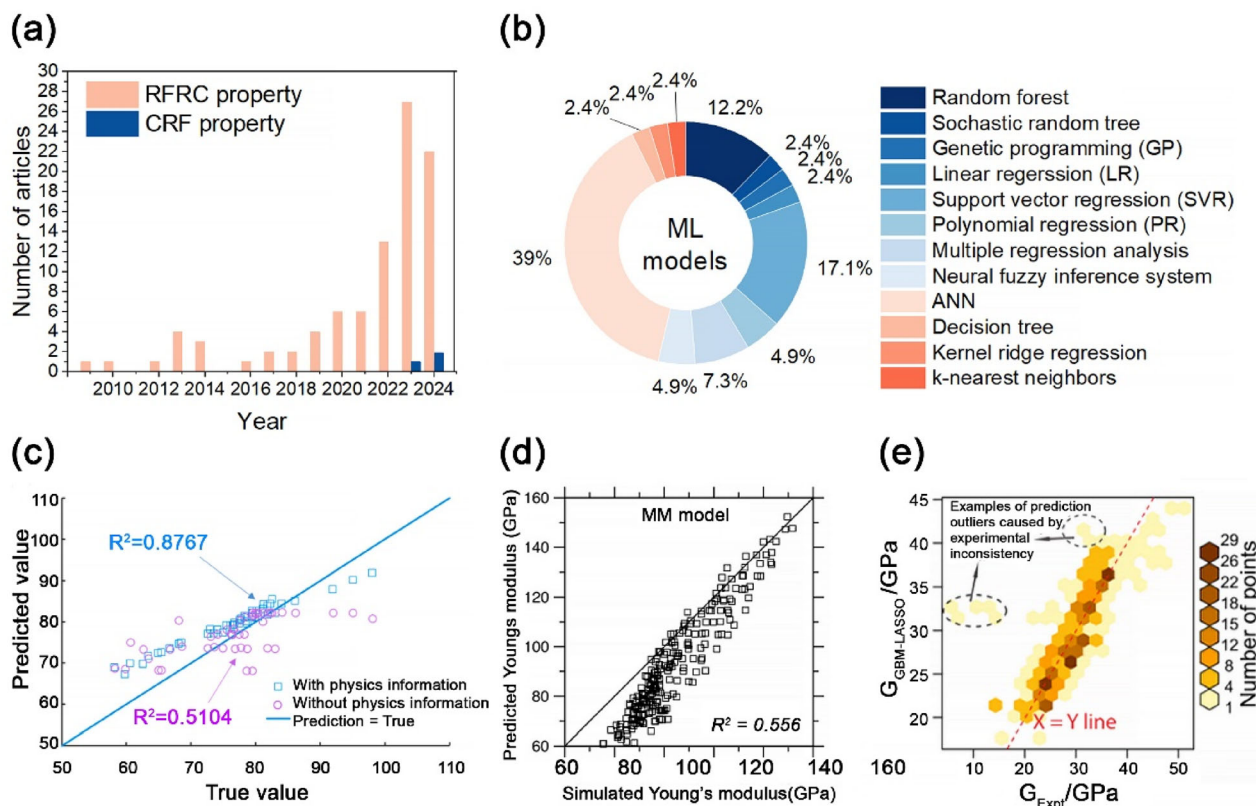 (a)
30
28
26
24
22
20
18
16
14
12
10
8
6
4
2
0
Number of articles
RFRC property
CRF property
2010 2012 2014 2016 2018 2020 2022 2024
Year
(b)
2.4%
2.4%
2.4%
12.2%
2.4%
2.4%
2.4%
17.1%
4.9%
7.3%
4.9%
39%
ML
models
Random forest
Sochastic random tree
Genetic programming (GP)
Linear regerssion (LR)
Support vector regression (SVR)
Polynomial regression (PR)
Multiple regression analysis
Neural fuzzy inference system
ANN
Decision tree
Kernel ridge regression
k-nearest neighbors
(c)
110
100
90
80
70
60
50
Predicted value
R²=0.8767
R²=0.5104
With physics information
Without physics information
Prediction = True
50 60 70 80 90 100 110
True value
(d)
160
140
120
100
80
60
Predicted Youngs modulus (GPa)
MM model
R² = 0.556
60 80 100 120 140 160
Simulated Young's modulus(GPa)
(e)
45
40
35
30
25
20
G GBM-LASSO /GPa
Examples of prediction
outliers caused by
experimental
inconsistency
X = Y line
10 20 30 40 50
G Expt /GPa
29
26
22
18
15
12
8
4
1
Number of points